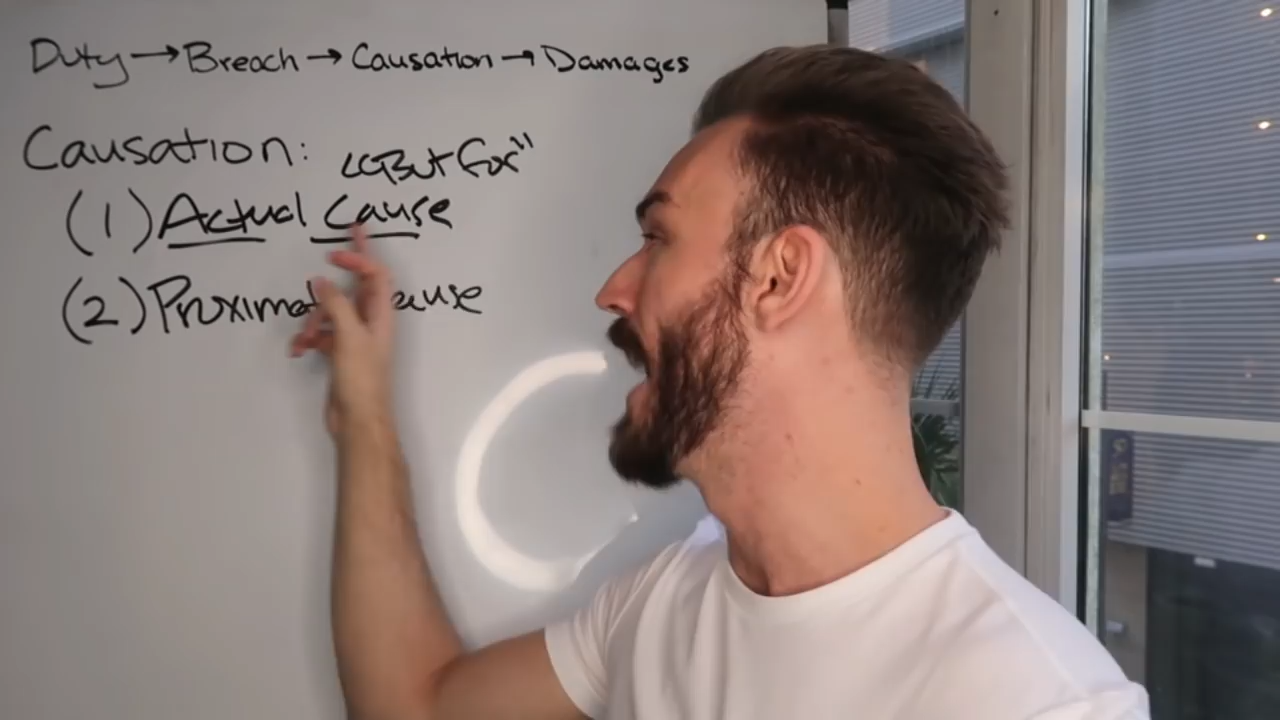 Duty → Breach → Causation → Damages
Causation:
"But for"
(1) Actual Cause
(2) Proximat ause